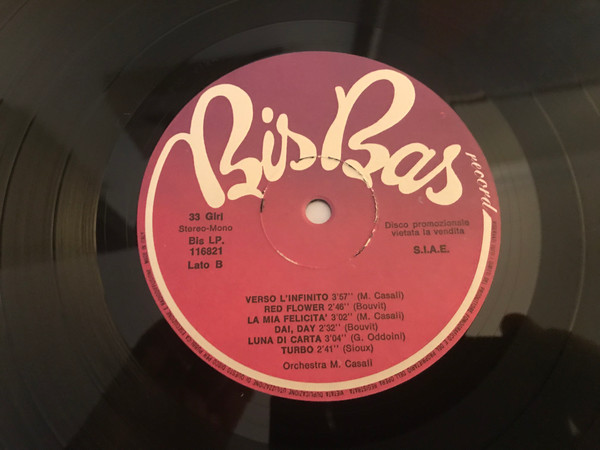 BisBas
record
33 Giri
Stereo-Mono
Bis LP.
116821
Lato B
Disco promozionale
vietata la vendita
S.I.A.E.
VERSO L'INFINITO 3'57'' (M. Casali)
RED FLOWER 2'46'' (Bouvit)
LA MIA FELICITA' 3'02'' (M. Casali)
DAI, DAY 2'32'' (Bouvit)
LUNA DI CARTA 3'04'' (G. Oddoini)
TURBO 2'41'' (Sioux)
Orchestra M. Casali